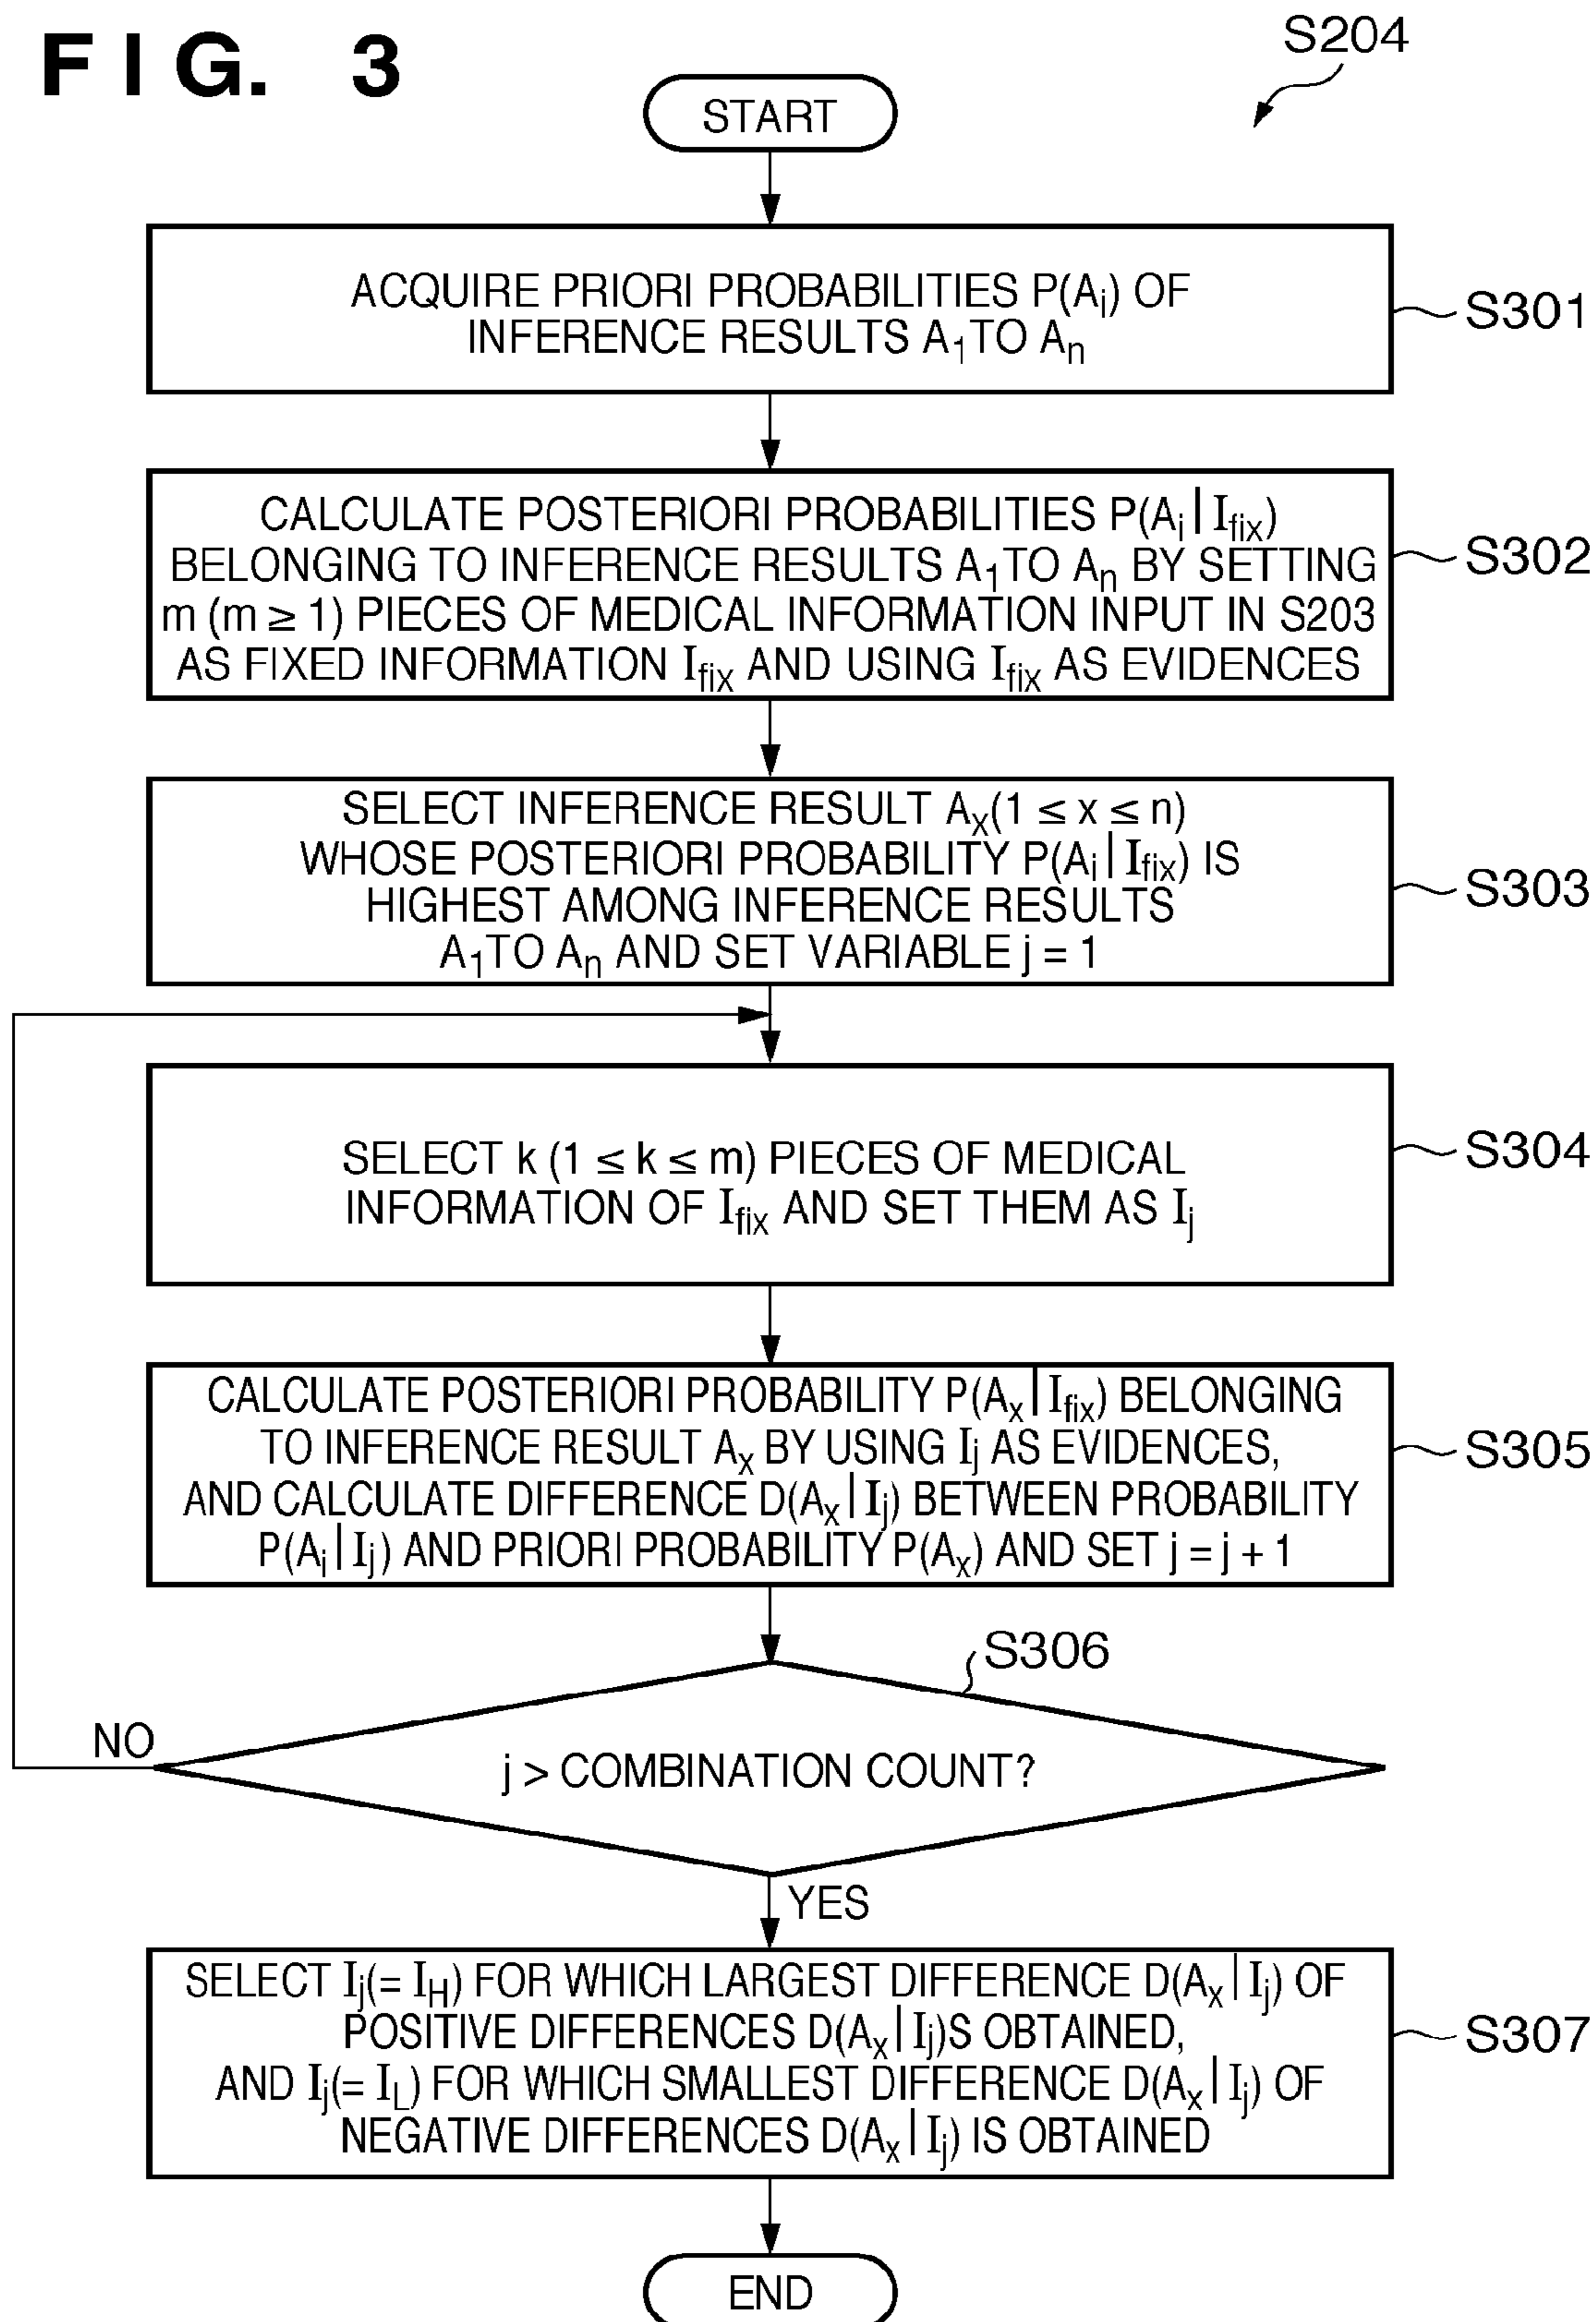 FIG. 3
S204
START
ACQUIRE PRIORI PROBABILITIES P(Ai) OF
INFERENCE RESULTS A1 TO An
S301
CALCULATE POSTERIORI PROBABILITIES P(Ai|Ifix)
BELONGING TO INFERENCE RESULTS A1 TO An BY SETTING
m (m ≥ 1) PIECES OF MEDICAL INFORMATION INPUT IN S203
AS FIXED INFORMATION Ifix AND USING Ifix AS EVIDENCES
S302
SELECT INFERENCE RESULT Ax(1 ≤ x ≤ n)
WHOSE POSTERIORI PROBABILITY P(Ai|Ifix) IS
HIGHEST AMONG INFERENCE RESULTS
A1 TO An AND SET VARIABLE j = 1
S303
SELECT k (1 ≤ k ≤ m) PIECES OF MEDICAL
INFORMATION OF Ifix AND SET THEM AS Ij
S304
CALCULATE POSTERIORI PROBABILITY P(Ax|Ifix) BELONGING
TO INFERENCE RESULT Ax BY USING Ij AS EVIDENCES,
AND CALCULATE DIFFERENCE D(Ax|Ij) BETWEEN PROBABILITY
P(Ai|Ij) AND PRIORI PROBABILITY P(Ax) AND SET j = j + 1
S305
S306
NO
j > COMBINATION COUNT?
YES
SELECT Ij(= IH) FOR WHICH LARGEST DIFFERENCE D(Ax|Ij) OF
POSITIVE DIFFERENCES D(Ax|Ij)S OBTAINED,
AND Ij(= IL) FOR WHICH SMALLEST DIFFERENCE D(Ax|Ij) OF
NEGATIVE DIFFERENCES D(Ax|Ij) IS OBTAINED
S307
END